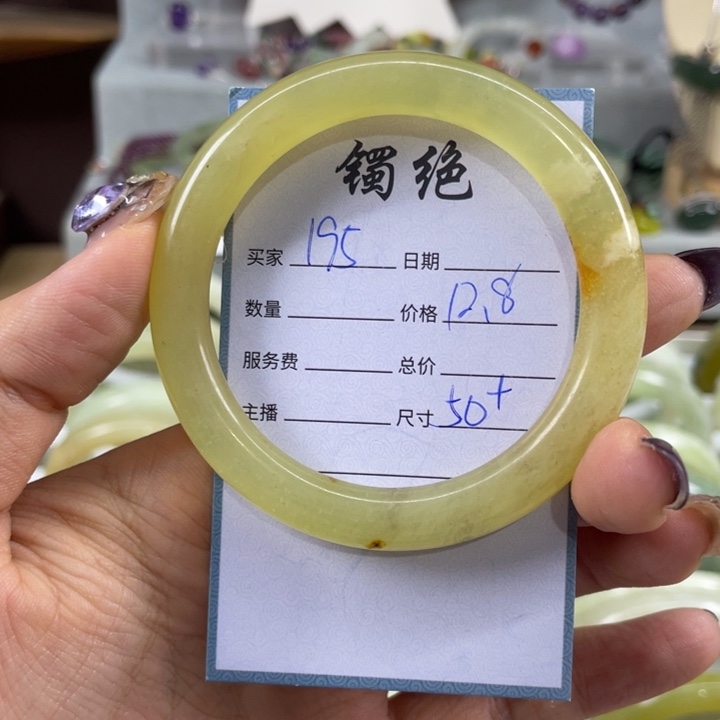 镯绝
买家 195 日期
数量 价格 12.8
服务费 总价
主播 尺寸 50+